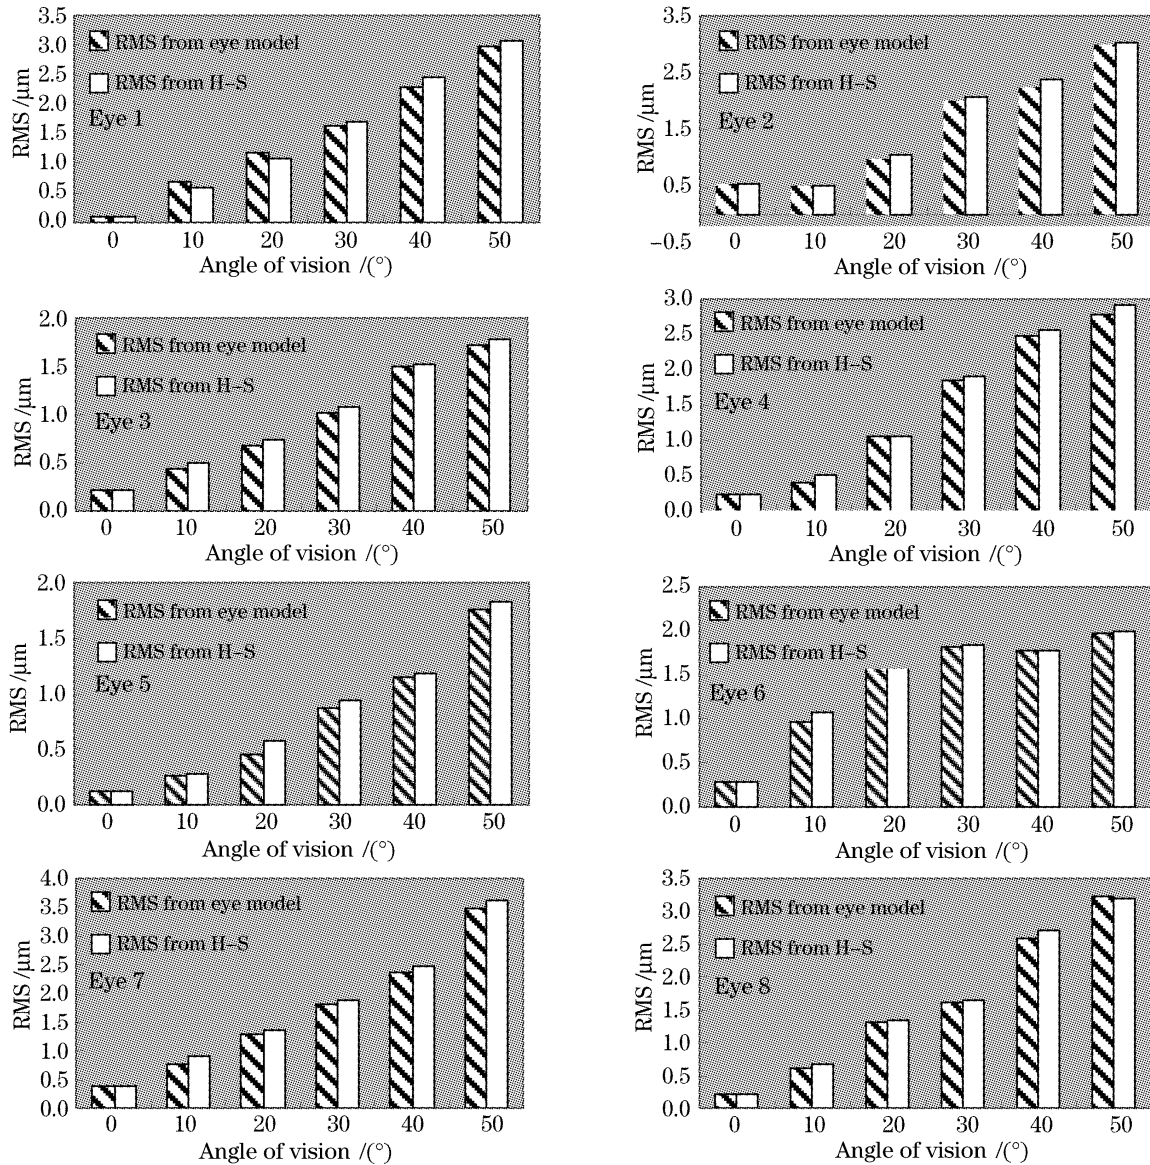 3.5
3.0
2.5
2.0
1.5
1.0
0.5
0.0
RMS /μm
RMS from eye model
RMS from H-S
Eye 1
0 10 20 30 40 50
Angle of vision /(°)
3.5
2.5
1.5
0.5
-0.5
RMS /μm
RMS from eye model
RMS from H-S
Eye 2
0 10 20 30 40 50
Angle of vision /(°)
2.0
1.5
1.0
0.5
0.0
RMS /μm
RMS from eye model
RMS from H-S
Eye 3
0 10 20 30 40 50
Angle of vision /(°)
3.0
2.5
2.0
1.5
1.0
0.5
0.0
RMS /μm
RMS from eye model
RMS from H-S
Eye 4
0 10 20 30 40 50
Angle of vision /(°)
2.0
1.5
1.0
0.5
0.0
RMS /μm
RMS from eye model
RMS from H-S
Eye 5
0 10 20 30 40 50
Angle of vision /(°)
2.5
2.0
1.5
1.0
0.5
0.0
RMS /μm
RMS from eye model
RMS from H-S
Eye 6
0 10 20 30 40 50
Angle of vision /(°)
4.0
3.5
3.0
2.5
2.0
1.5
1.0
0.5
0.0
RMS /μm
RMS from eye model
RMS from H-S
Eye 7
0 10 20 30 40 50
Angle of vision /(°)
3.5
3.0
2.5
2.0
1.5
1.0
0.5
0.0
RMS /μm
RMS from eye model
RMS from H-S
Eye 8
0 10 20 30 40 50
Angle of vision /(°)